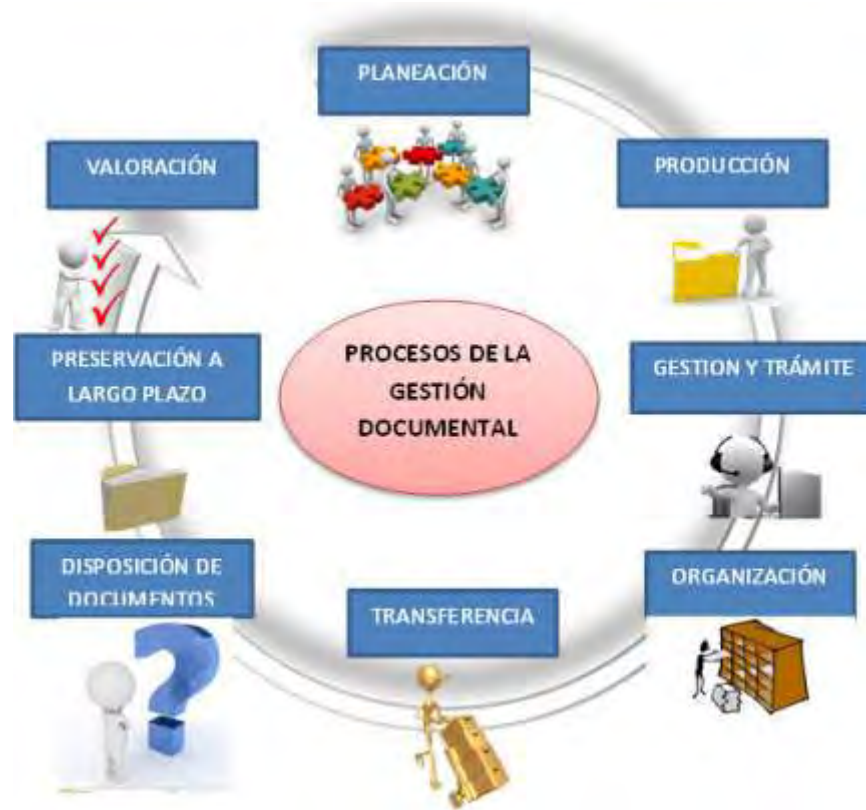 PLANEACIÓN
PRODUCCIÓN
GESTION Y TRÁMITE
ORGANIZACIÓN
TRANSFERENCIA
DISPOSICIÓN DE
DOCUMENTOS
PRESERVACIÓN A
LARGO PLAZO
VALORACIÓN
PROCESOS DE LA
GESTIÓN
DOCUMENTAL